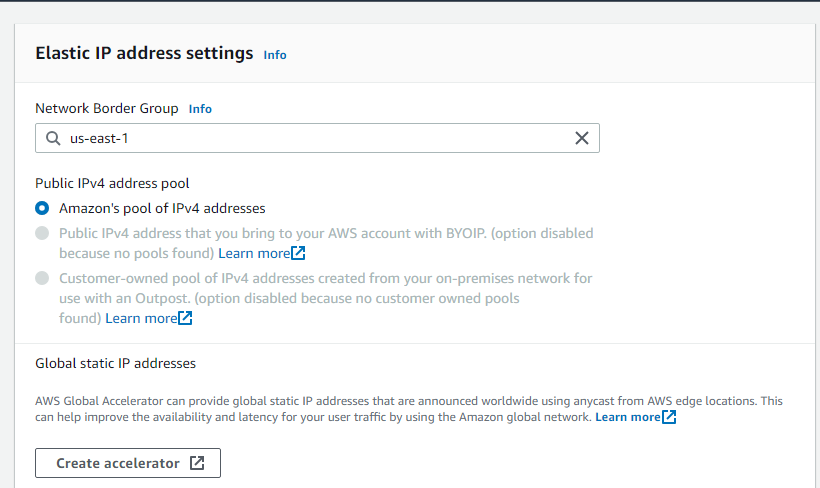 Elastic IP address settings Info
Network Border Group Info
us-east-1
Public IPv4 address pool
Amazon's pool of IPv4 addresses
Public IPv4 address that you bring to your AWS account with BYOIP. (option disabled
because no pools found) Learn more
Customer-owned pool of IPv4 addresses created from your on-premises network for
use with an Outpost. (option disabled because no customer owned pools
found) Learn more
Global static IP addresses
AWS Global Accelerator can provide global static IP addresses that are announced worldwide using anycast from AWS edge locations. This
can help improve the availability and latency for your user traffic by using the Amazon global network. Learn more
Create accelerator